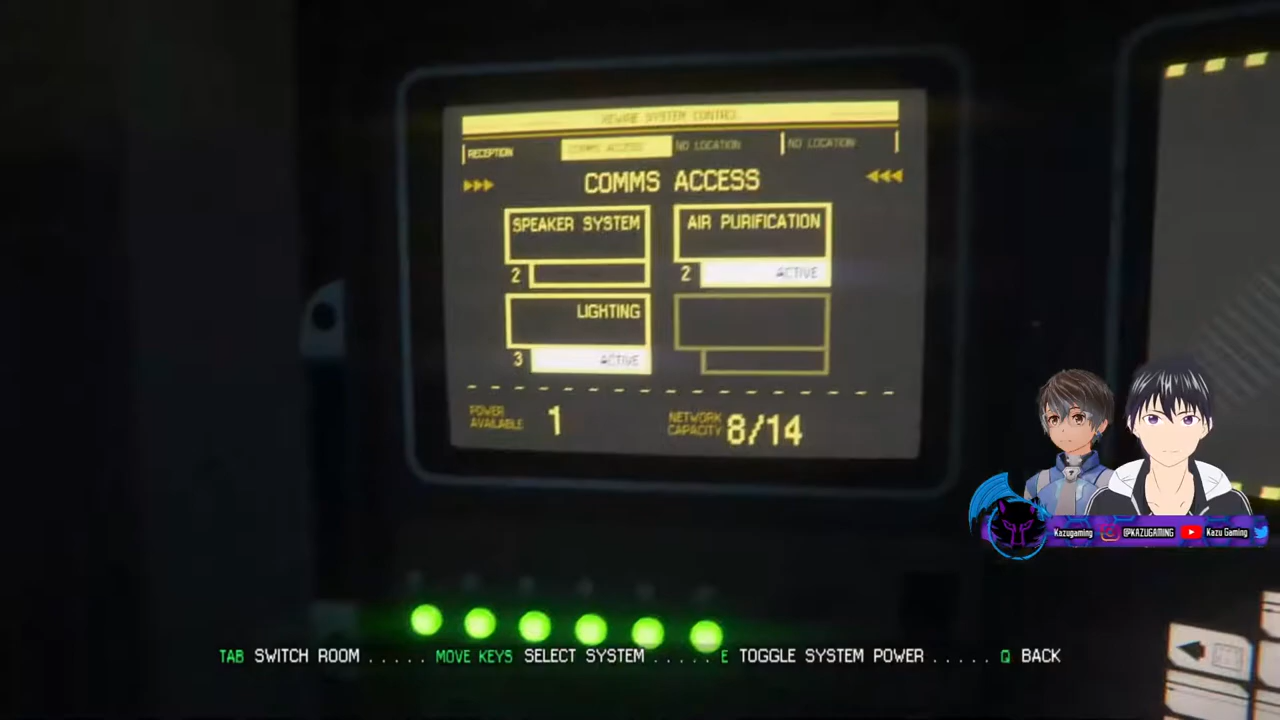 REWIRE SYSTEM CONTROL
RECEPTION COMMS ACCESS NO LOCATION NO LOCATION
COMMS ACCESS
SPEAKER SYSTEM AIR PURIFICATION
2 2 ACTIVE
LIGHTING
3 ACTIVE
POWER AVAILABLE 1 NETWORK CAPACITY 8/14
Kazugaming @KAZUGAMING Kazu Gaming
TAB SWITCH ROOM ..... MOVE KEYS SELECT SYSTEM ..... E TOGGLE SYSTEM POWER ..... Q BACK